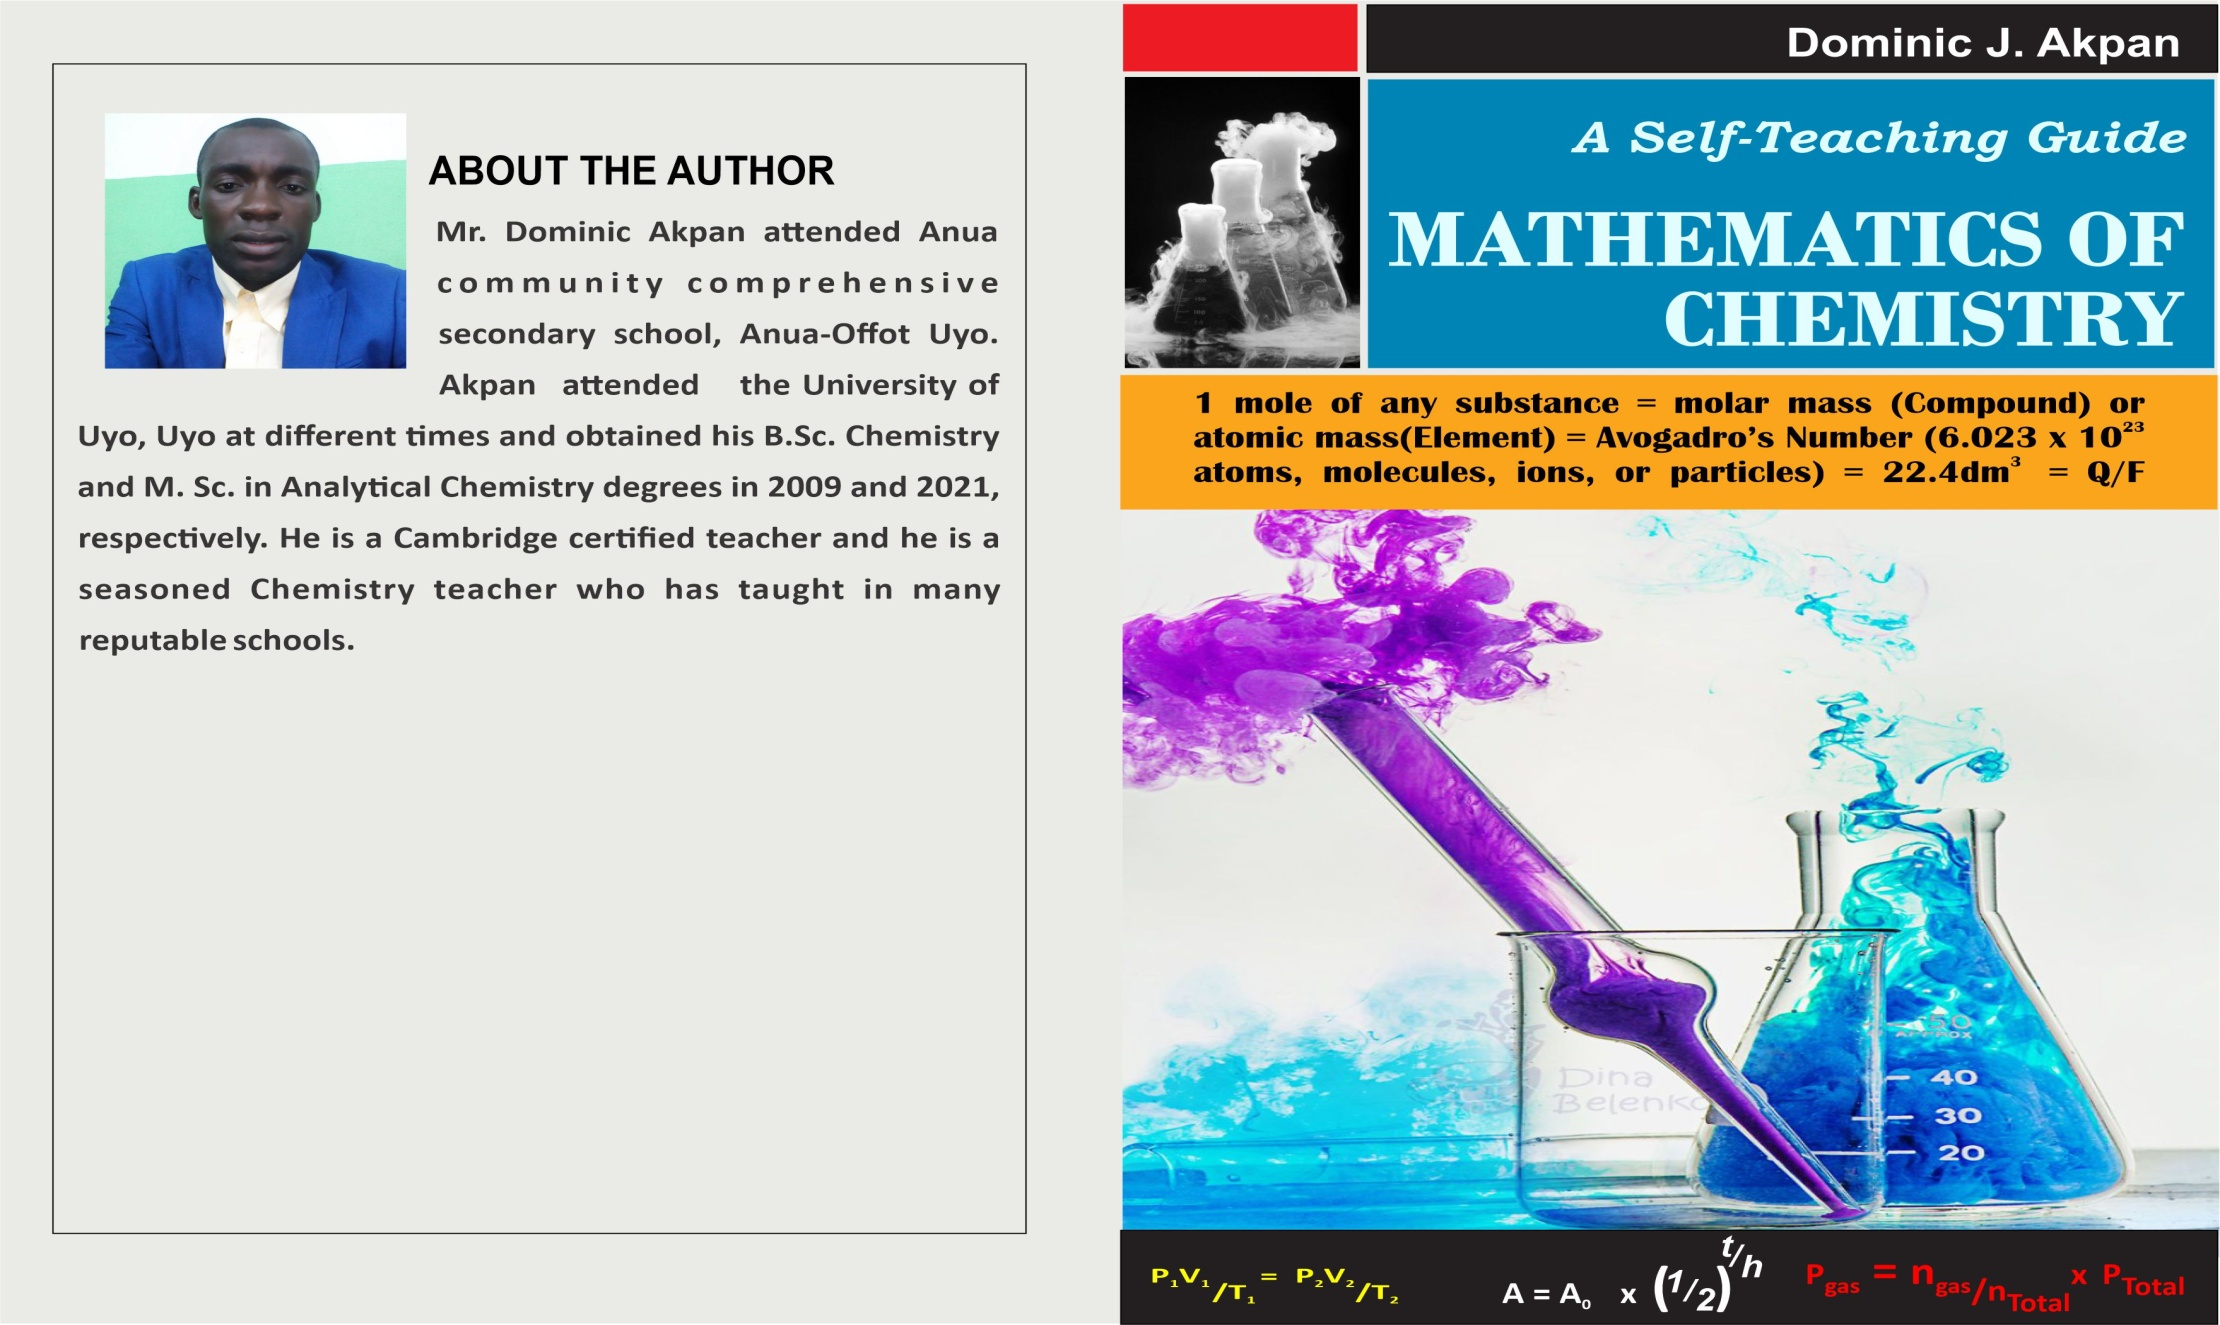 ABOUT THE AUTHOR
Mr. Dominic Akpan attended Anua
community comprehensive
secondary school, Anua-Offot Uyo.
Akpan attended the University of
Uyo, Uyo at different times and obtained his B.Sc. Chemistry
and M. Sc. in Analytical Chemistry degrees in 2009 and 2021,
respectively. He is a Cambridge certified teacher and he is a
seasoned Chemistry teacher who has taught in many
reputable schools.
Dominic J. Akpan
A Self-Teaching Guide
MATHEMATICS OF
CHEMISTRY
1 mole of any substance = molar mass (Compound) or
atomic mass(Element) = Avogadro’s Number (6.023 x 10²³
atoms, molecules, ions, or particles) = 22.4dm³ = Q/F
50
APPROX
40
30
20
Dina
Belenko
P₁V₁/T₁ = P₂V₂/T₂
A = A₀ x (1/2)^t/h
Pgas = ngas/nTotal x PTotal